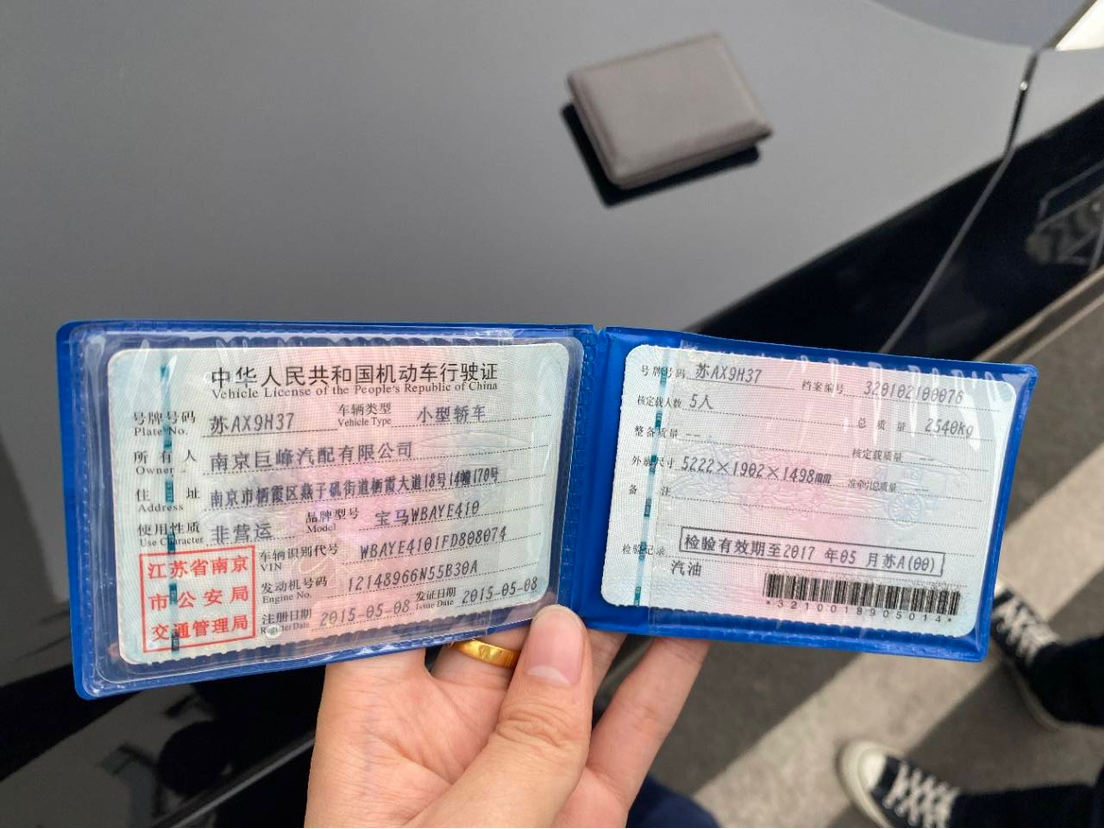 中华人民共和国机动车行驶证
Vehicle License of the People's Republic of China
号牌号码 苏AX9H37 车辆类型 小型轿车
Plate No. Vehicle Type
所有人 南京巨峰汽配有限公司
Owner
住址 南京市栖霞区燕子矶街道栖霞大道18号14幢170号
Address
使用性质 非营运 品牌型号 宝马WBAYE410
Use Character Model
车辆识别代号 WBAYE4101FD808074
VIN
发动机号码 12148966N55B30A
Engine No.
注册日期 2015-05-08 发证日期 2015-05-08
Register Date Issue Date
江苏省南京
市公安局
交通管理局
号牌号码 苏AX9H37 档案编号 320102100076
核定载人数 5人 总质量 2540kg
整备质量 -- 核定载质量 --
外廓尺寸 5222×1902×1498mm 准牵引总质量 --
备注
检验记录 检验有效期至2017 年05 月苏A(00)
汽油
*3210018905014*